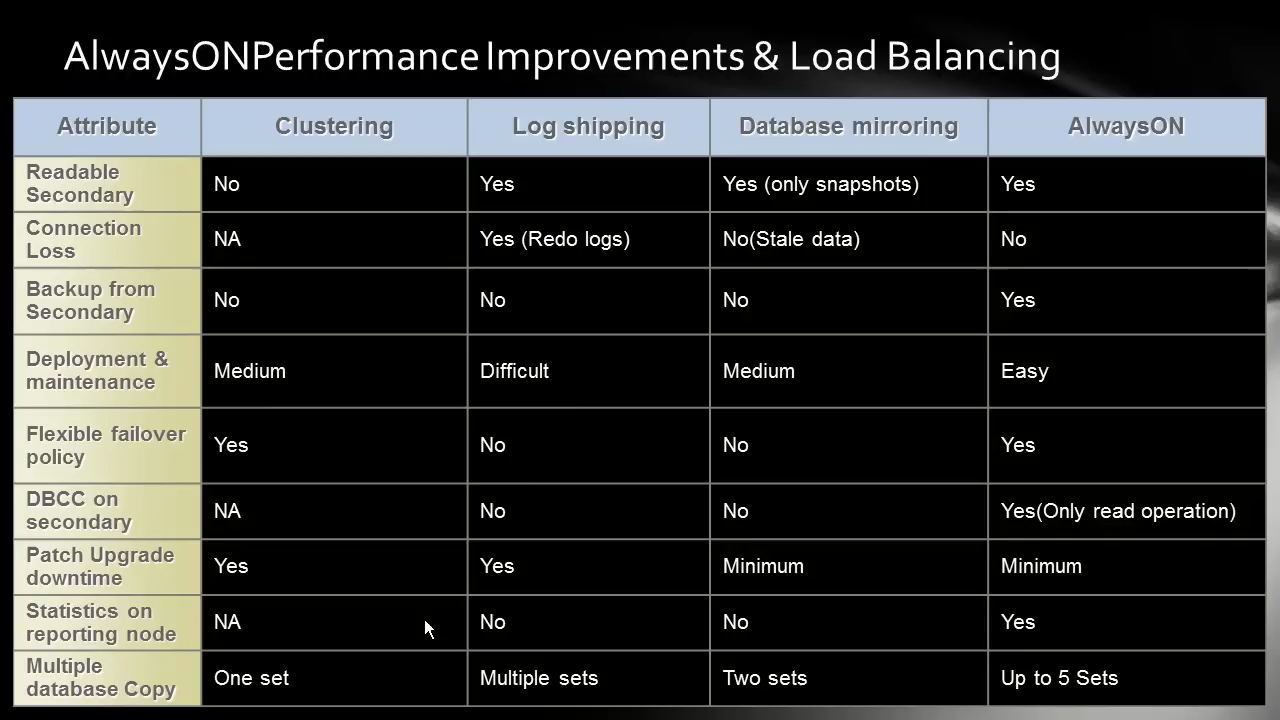 AlwaysONPerformance Improvements & Load Balancing
Attribute Clustering Log shipping Database mirroring AlwaysON
Readable
Secondary
No Yes Yes (only snapshots) Yes
Connection
Loss
NA Yes (Redo logs) No(Stale data) No
Backup from
Secondary
No No No Yes
Deployment &
maintenance
Medium Difficult Medium Easy
Flexible failover
policy
Yes No No Yes
DBCC on
secondary
NA No No Yes(Only read operation)
Patch Upgrade
downtime
Yes Yes Minimum Minimum
Statistics on
reporting node
NA No No Yes
Multiple
database Copy
One set Multiple sets Two sets Up to 5 Sets